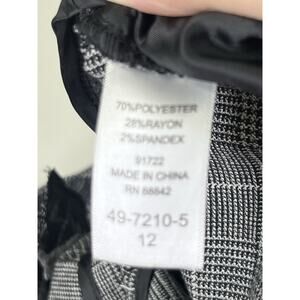 70%POLYESTER
28%RAYON
2%SPANDEX
91722
MADE IN CHINA
RN 88842
49-7210-5
12